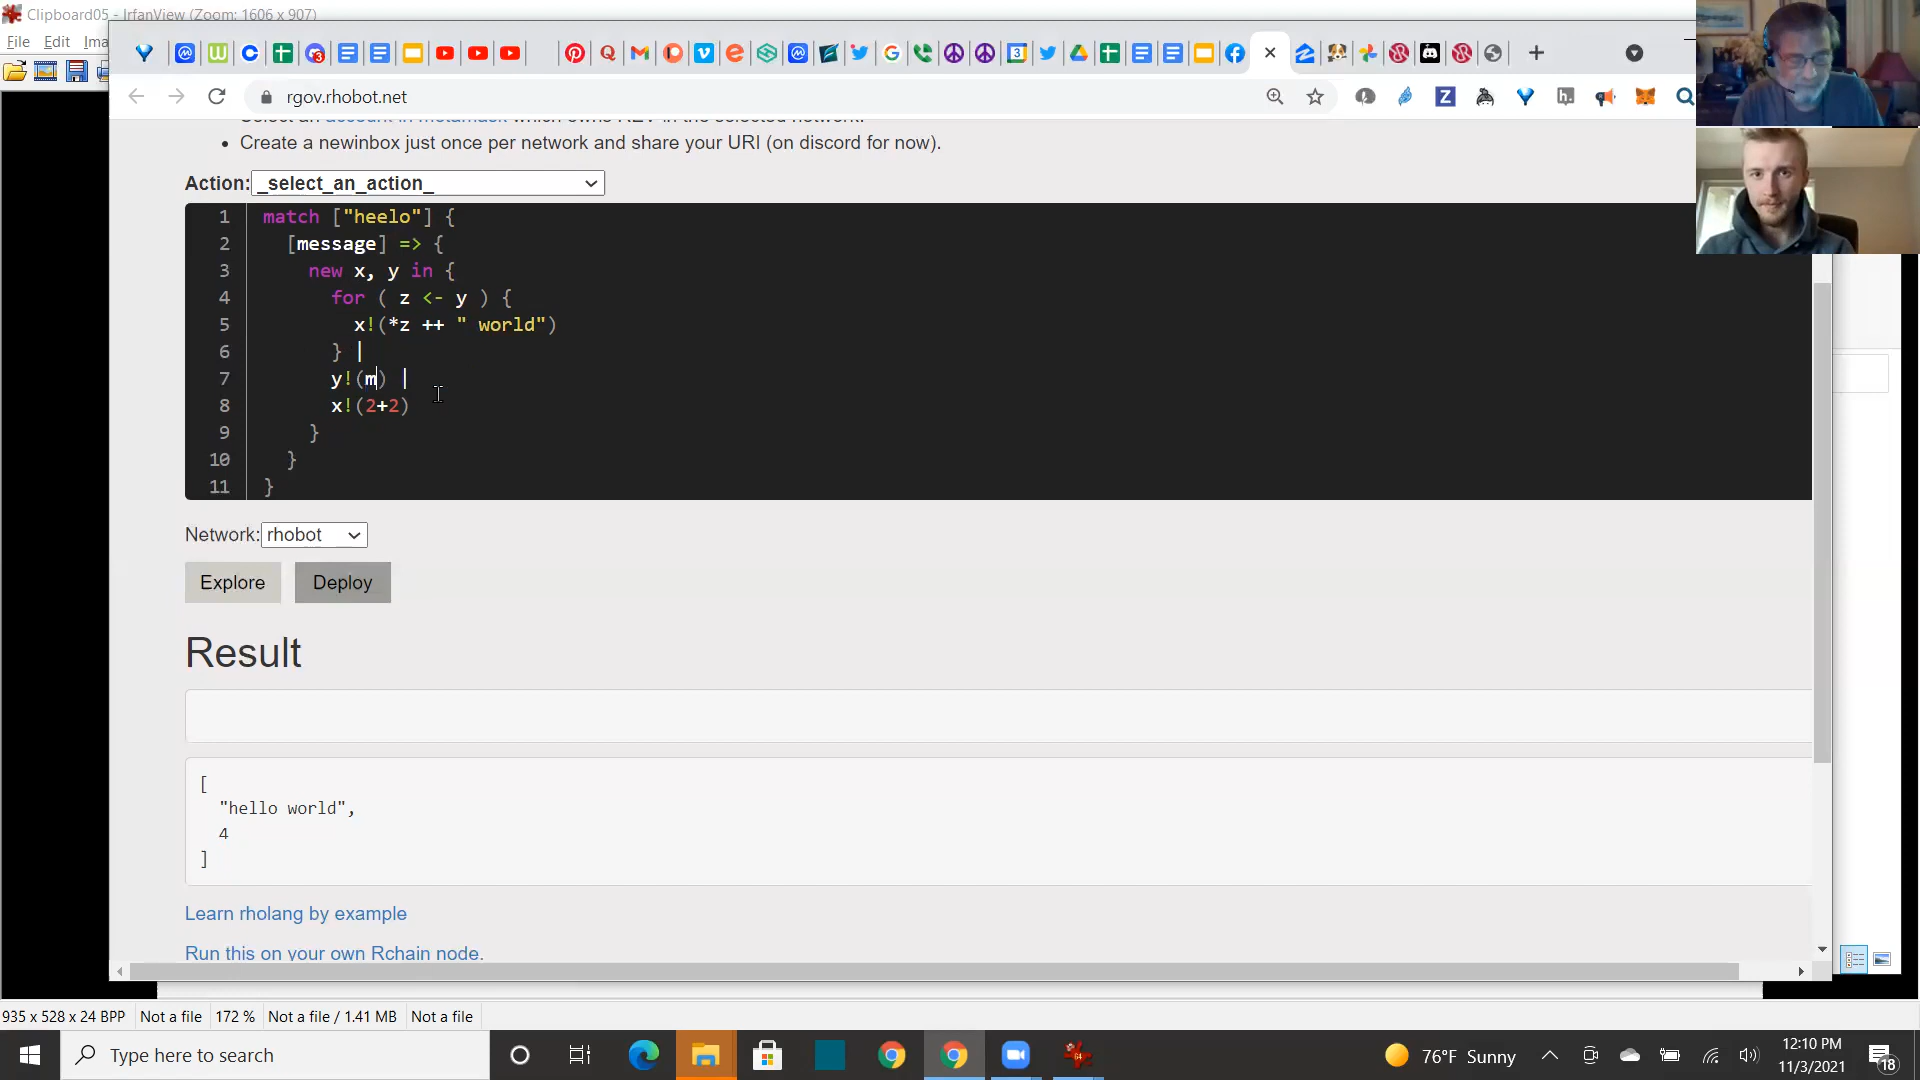 Clipboard05 - IrfanView (Zoom: 1606 x 907)
File Edit Ima
rgov.rhobot.net
Create a newinbox just once per network and share your URI (on discord for now).
Action: _select_an_action_
1 match ["heelo"] {
2 [message] => {
3 new x, y in {
4 for ( z <- y ) {
5 x!(*z ++ " world")
6 } |
7 y!(m) |
8 x!(2+2)
9 }
10 }
11 }
Network: rhobot
Explore Deploy
Result
[
"hello world",
4
]
Learn rholang by example
Run this on your own Rchain node.
935 x 528 x 24 BPP Not a file 172 % Not a file / 1.41 MB Not a file
Type here to search
76°F Sunny
12:10 PM
11/3/2021
18